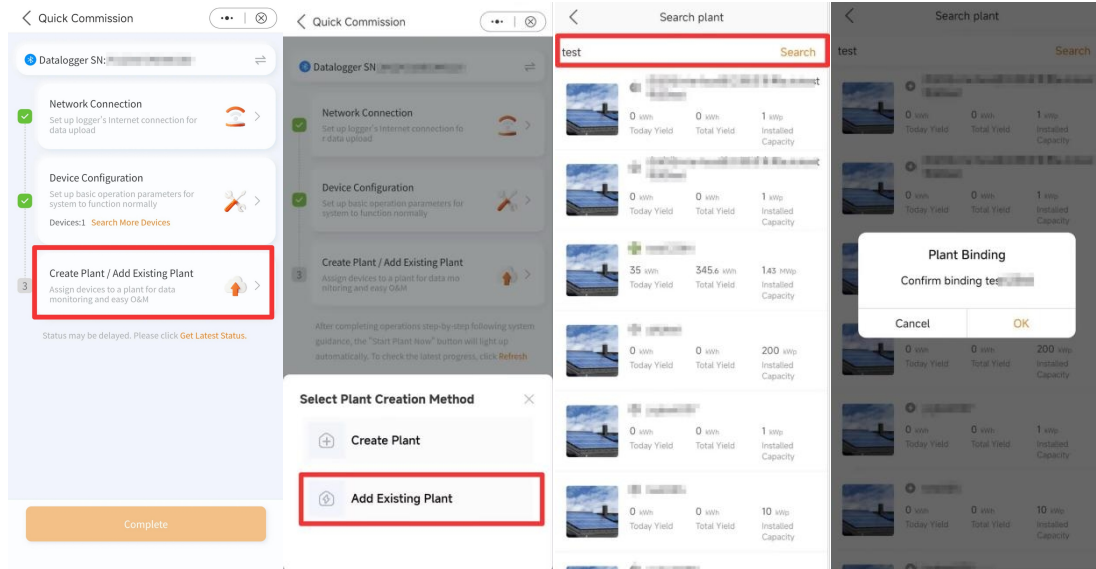 Quick Commission
Datalogger SN:
Network Connection
Set up logger's Internet connection for
data upload
Device Configuration
Set up basic operation parameters for
system to function normally
Devices:1 Search More Devices
3
Create Plant / Add Existing Plant
Assign devices to a plant for data
monitoring and easy O&M
Status may be delayed. Please click Get Latest Status.
Complete
Quick Commission
Datalogger SN
Network Connection
Set up logger's Internet connection fo
r data upload
Device Configuration
Set up basic operation parameters for
system to function normally
3
Create Plant / Add Existing Plant
Assign devices to a plant for data mo
nitoring and easy O&M
After completing operations step-by-step following system
guidance, the "Start Plant Now" button will light up
automatically. To check the latest progress, click Refresh
Select Plant Creation Method
Create Plant
Add Existing Plant
Search plant
test Search
0 kWh 0 kWh 1 kWp
Today Yield Total Yield Installed
Capacity
0 kWh 0 kWh 1 kWp
Today Yield Total Yield Installed
Capacity
35 kWh 345.6 kWh 1.43 MWp
Today Yield Total Yield Installed
Capacity
0 kWh 0 kWh 200 kWp
Today Yield Total Yield Installed
Capacity
0 kWh 0 kWh 1 kWp
Today Yield Total Yield Installed
Capacity
0 kWh 0 kWh 10 kWp
Today Yield Total Yield Installed
Capacity
Search plant
test Search
0 kWh 0 kWh 1 kWp
Today Yield Total Yield Installed
Capacity
0 kWh 0 kWh 1 kWp
Today Yield Total Yield Installed
Capacity
Plant Binding
Confirm binding tes
Cancel OK
0 kWh 0 kWh 200 kWp
Today Yield Total Yield Installed
Capacity
0 kWh 0 kWh 1 kWp
Today Yield Total Yield Installed
Capacity
0 kWh 0 kWh 10 kWp
Today Yield Total Yield Installed
Capacity